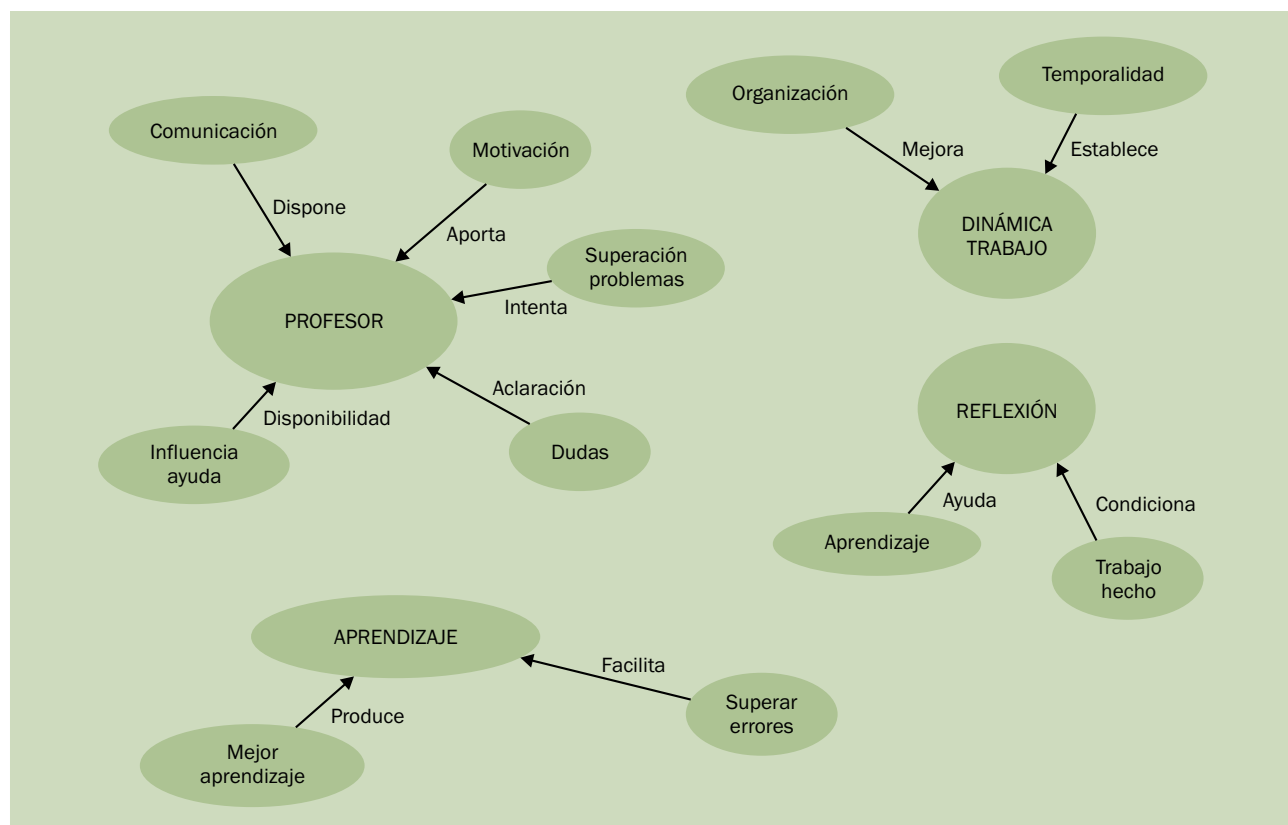 Comunicación
Dispone
Motivación
Aporta
Superación
problemas
Intenta
PROFESOR
Aclaración
Dudas
Disponibilidad
Influencia
ayuda
Organización
Mejora
Temporalidad
Establece
DINÁMICA
TRABAJO
REFLEXIÓN
Ayuda
Aprendizaje
Condiciona
Trabajo
hecho
APRENDIZAJE
Produce
Mejor
aprendizaje
Facilita
Superar
errores